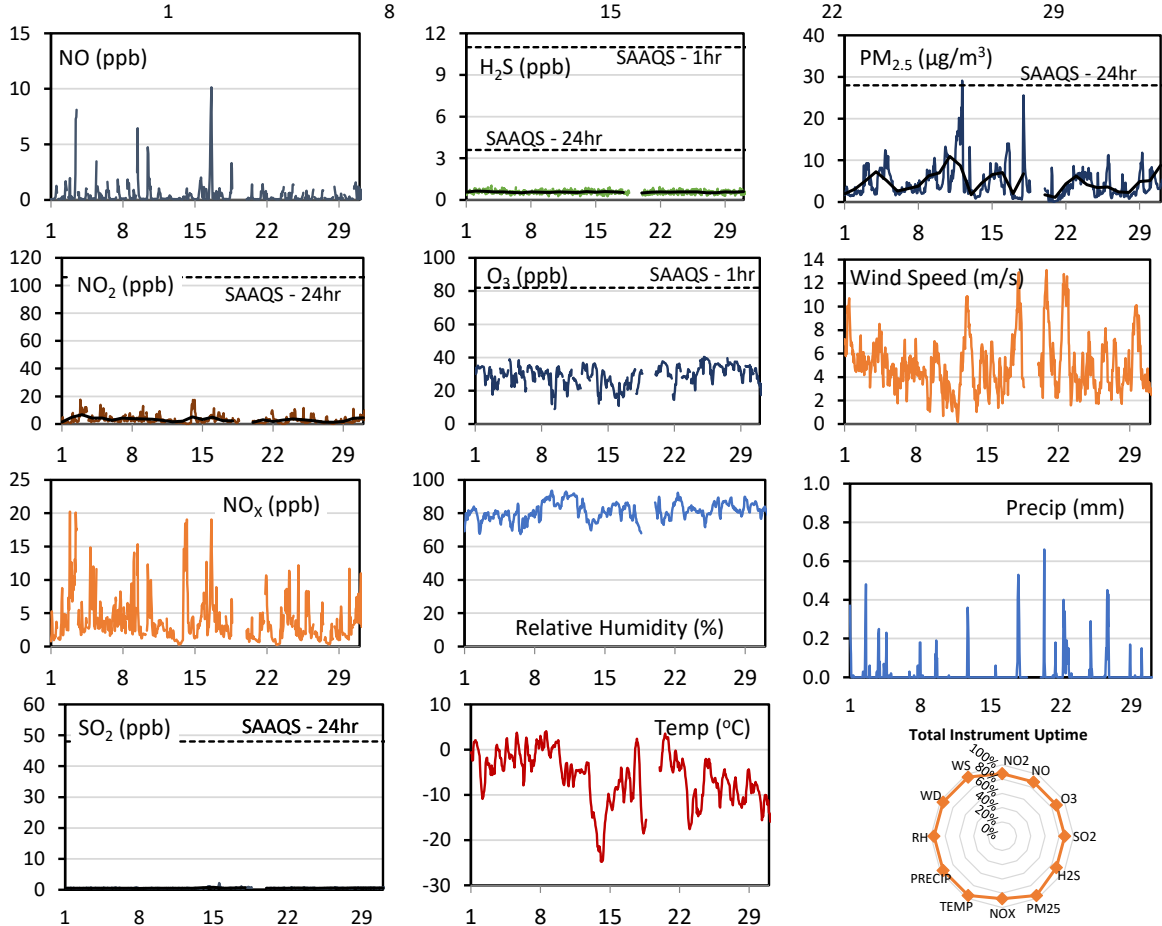 1 8 15 22 29
NO (ppb)
15
10
5
0
1 8 15 22 29
H₂S (ppb)
SAAQS - 1hr
SAAQS - 24hr
12
9
6
3
0
1 8 15 22 29
PM₂.₅ (µg/m³)
SAAQS - 24hr
40
30
20
10
0
1 8 15 22 29
NO₂ (ppb)
SAAQS - 24hr
120
100
80
60
40
20
0
1 8 15 22 29
O₃ (ppb)
SAAQS - 1hr
100
80
60
40
20
0
1 8 15 22 29
Wind Speed (m/s)
14
12
10
8
6
4
2
0
1 8 15 22 29
NOX (ppb)
25
20
15
10
5
0
1 8 15 22 29
100
80
60
40
20
0
Relative Humidity (%)
1 8 15 22 29
Precip (mm)
1.0
0.8
0.6
0.4
0.2
0.0
1 8 15 22 29
SO₂ (ppb)
SAAQS - 24hr
60
50
40
30
20
10
0
1 8 15 22 29
Temp (°C)
10
0
-10
-20
-30
1 8 15 22 29
Total Instrument Uptime
100%
80%
60%
40%
20%
0%
NO2
NO
O3
SO2
H2S
PM25
NOX
TEMP
PRECIP
RH
WD
WS